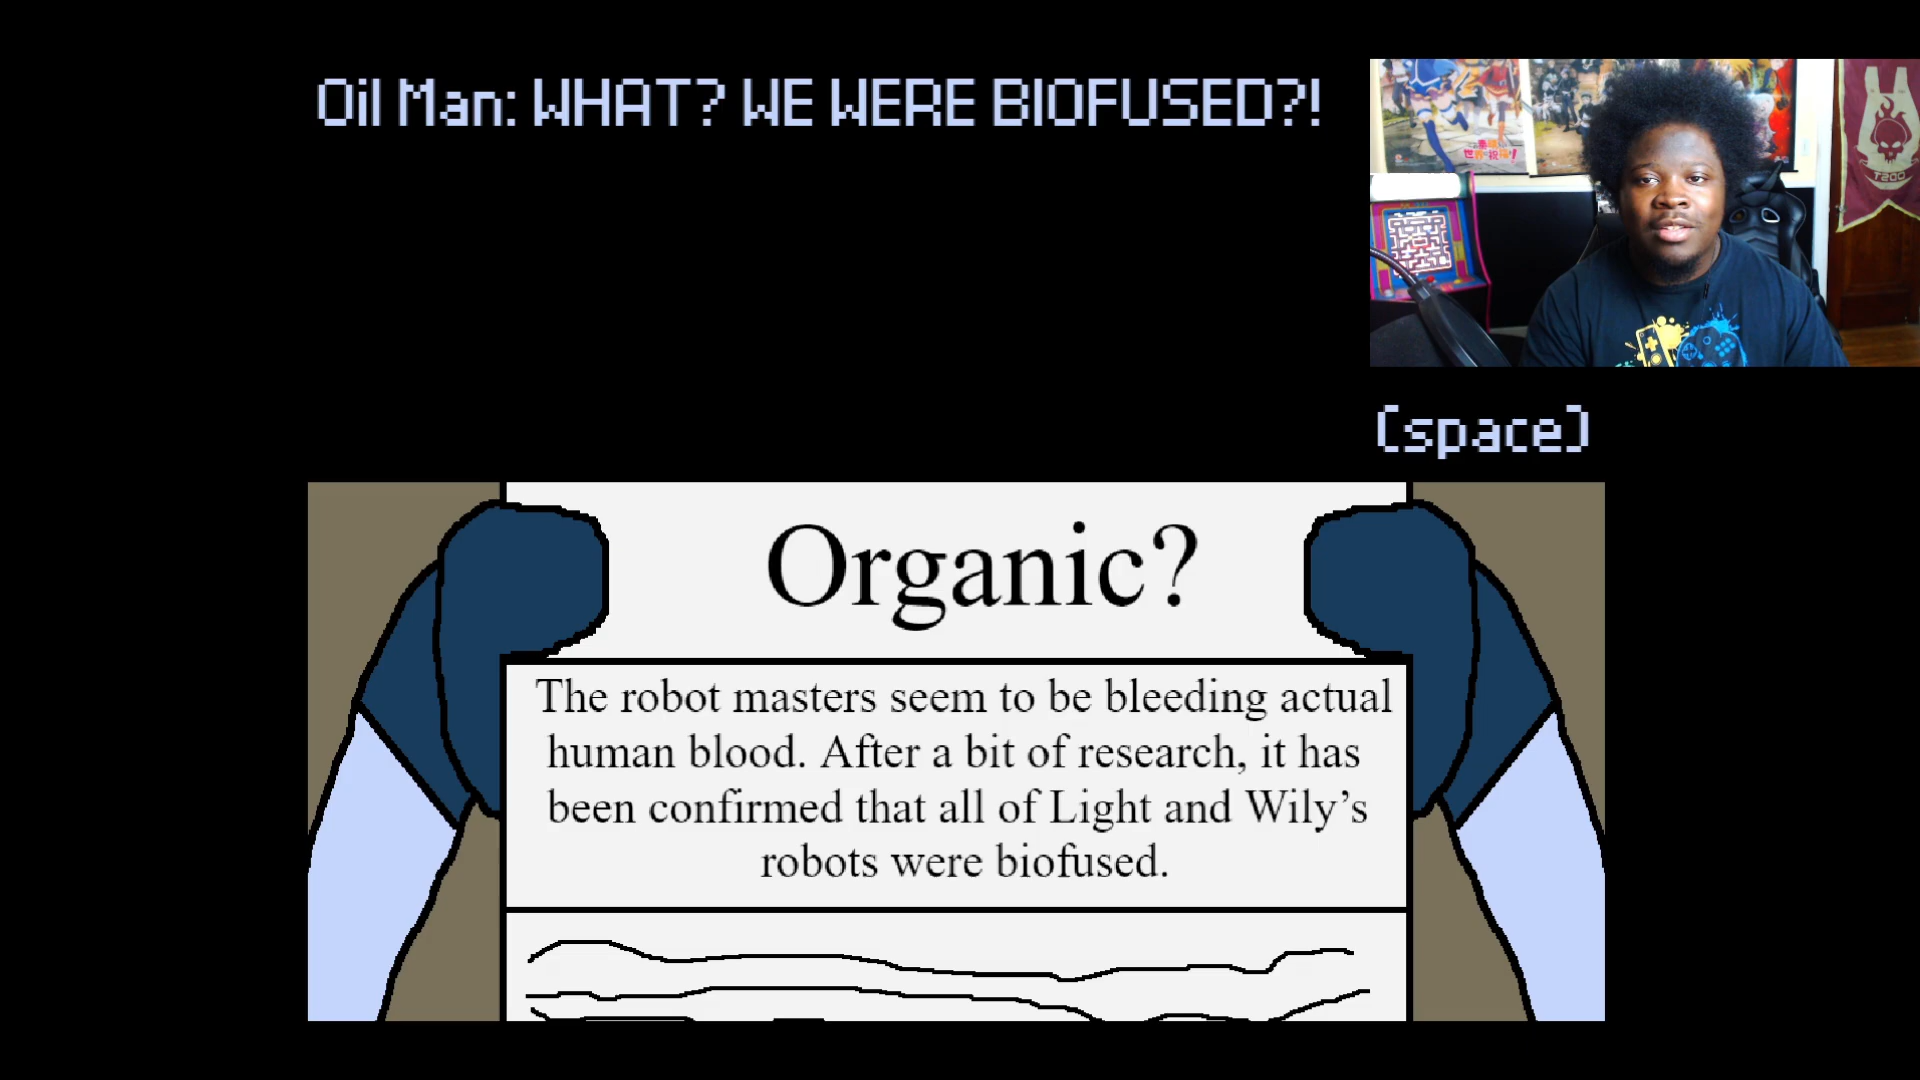 Oil Man: WHAT? WE WERE BIOFUSED?!
T200
(space)
Organic?
The robot masters seem to be bleeding actual
human blood. After a bit of research, it has
been confirmed that all of Light and Wily’s
robots were biofused.